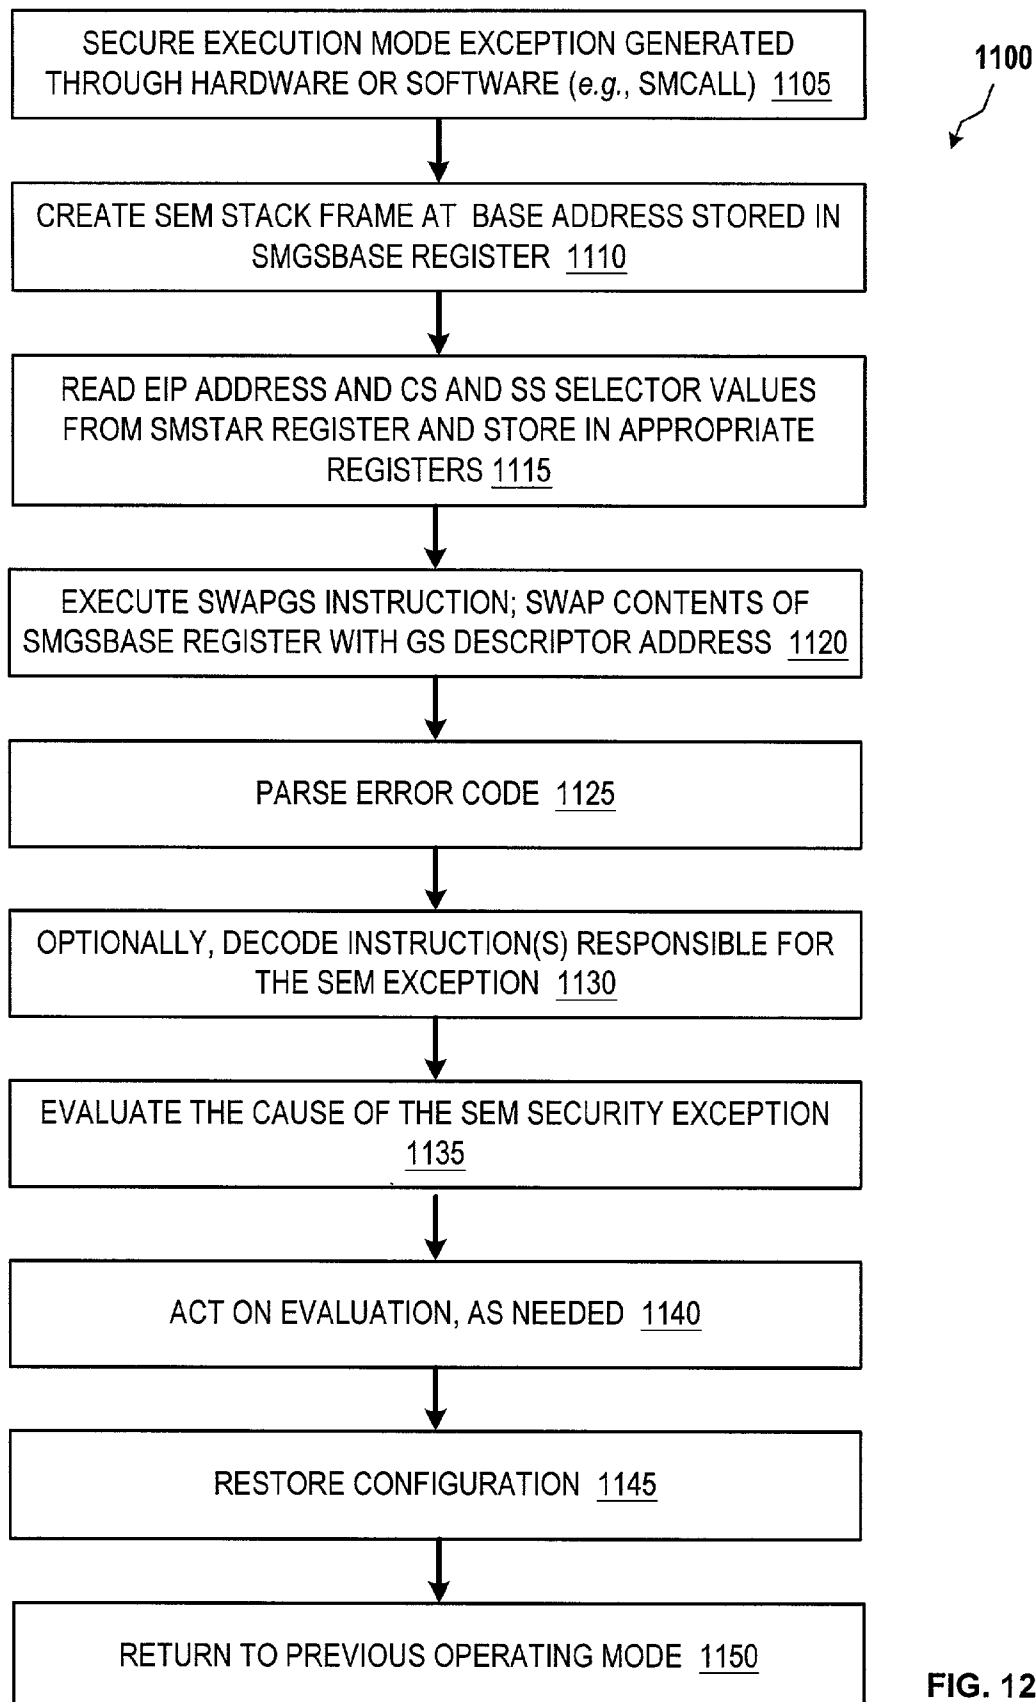 SECURE EXECUTION MODE EXCEPTION GENERATED
THROUGH HARDWARE OR SOFTWARE (e.g., SMCALL) 1105
1100
CREATE SEM STACK FRAME AT BASE ADDRESS STORED IN
SMGSBASE REGISTER 1110
READ EIP ADDRESS AND CS AND SS SELECTOR VALUES
FROM SMSTAR REGISTER AND STORE IN APPROPRIATE
REGISTERS 1115
EXECUTE SWAPGS INSTRUCTION; SWAP CONTENTS OF
SMGSBASE REGISTER WITH GS DESCRIPTOR ADDRESS 1120
PARSE ERROR CODE 1125
OPTIONALLY, DECODE INSTRUCTION(S) RESPONSIBLE FOR
THE SEM EXCEPTION 1130
EVALUATE THE CAUSE OF THE SEM SECURITY EXCEPTION
1135
ACT ON EVALUATION, AS NEEDED 1140
RESTORE CONFIGURATION 1145
RETURN TO PREVIOUS OPERATING MODE 1150
FIG. 12